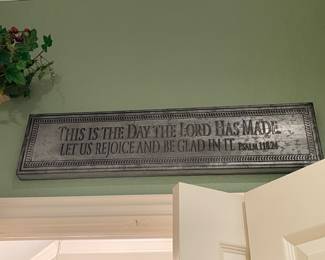 THIS IS THE DAY THE LORD HAS MADE.
LET US REJOICE AND BE GLAD IN IT. PSALM 118:24